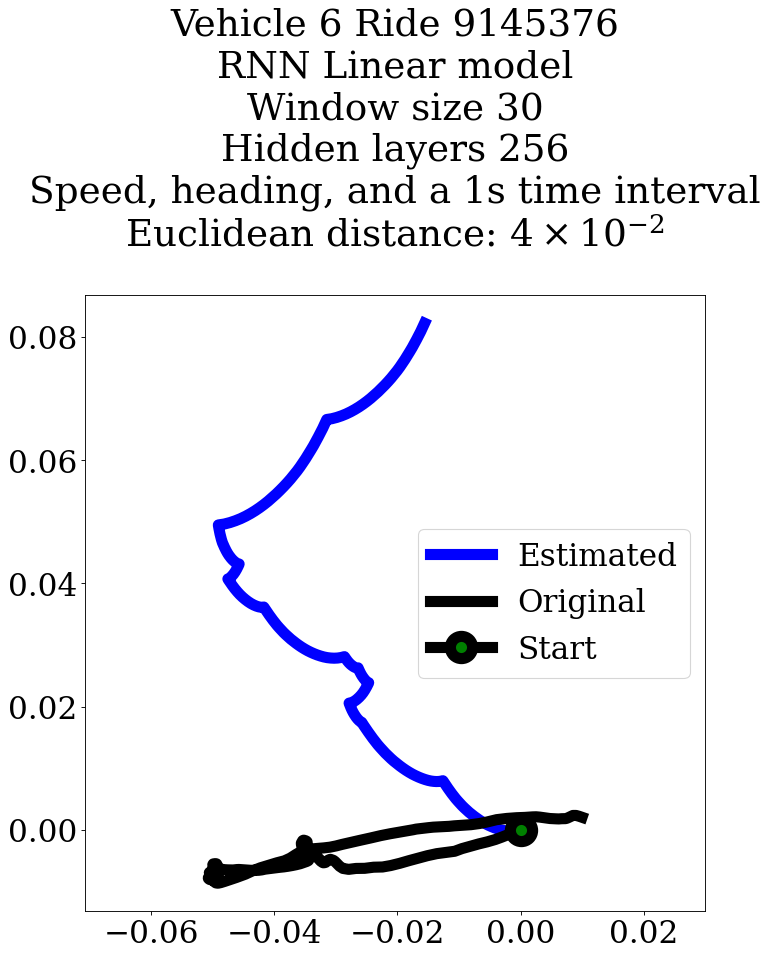 Vehicle 6 Ride 9145376
RNN Linear model
Window size 30
Hidden layers 256
Speed, heading, and a 1s time interval
Euclidean distance: 4 × 10⁻²
0.08
0.06
0.04
0.02
0.00
Estimated
Original
Start
−0.06 −0.04 −0.02 0.00 0.02